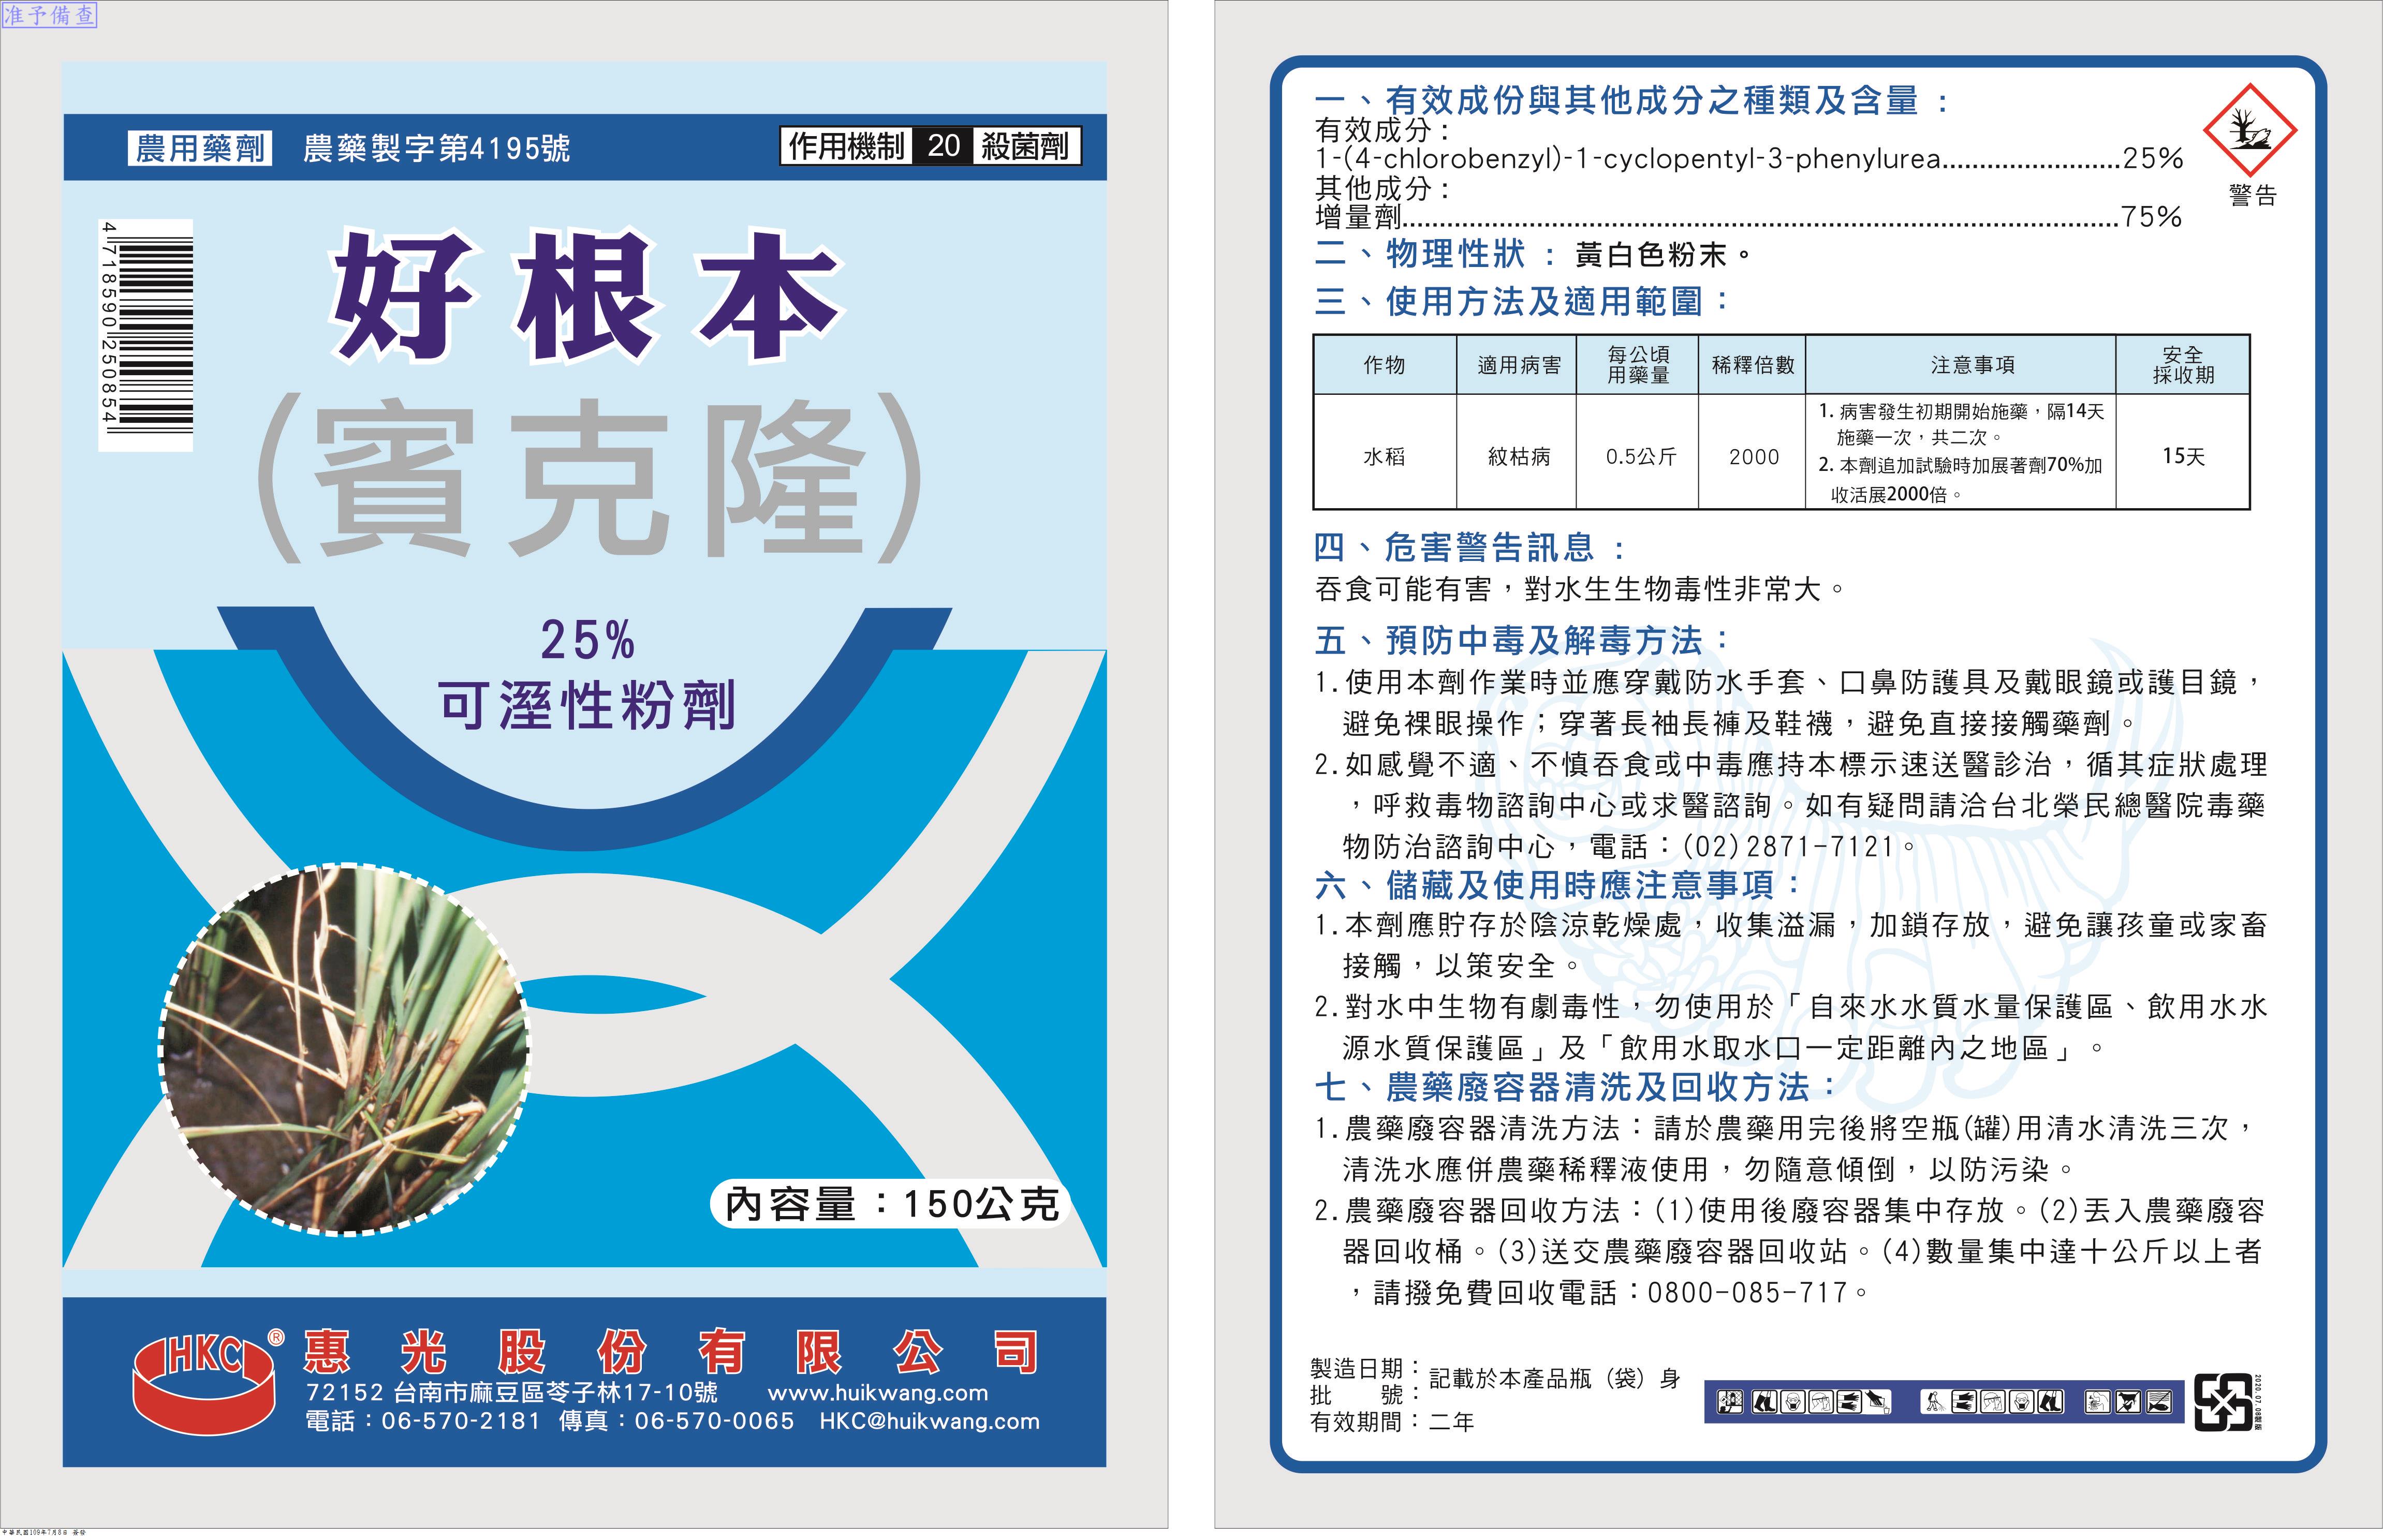 准予備查
農用藥劑 農藥製字第4195號 作用機制 20 殺菌劑
4 718590 250854
好根本
(賓克隆)
25%
可溼性粉劑
內容量：150公克
HKC ® 惠光股份有限公司
72152 台南市麻豆區苓子林17-10號 www.huikwang.com
電話：06-570-2181 傳真：06-570-0065 HKC@huikwang.com
中華民國109年7月8日 簽發
一、有效成份與其他成分之種類及含量：
有效成分：
1-(4-chlorobenzyl)-1-cyclopentyl-3-phenylurea........................25%
其他成分：
增量劑................................................................................75%
警告
二、物理性狀：黃白色粉末。
三、使用方法及適用範圍：
作物 適用病害 每公頃用藥量 稀釋倍數 注意事項 安全採收期
水稻 紋枯病 0.5公斤 2000 15天
1. 病害發生初期開始施藥，隔14天
施藥一次，共二次。
2. 本劑追加試驗時加展著劑70%加
收活展2000倍。
四、危害警告訊息：
吞食可能有害，對水生生物毒性非常大。
五、預防中毒及解毒方法：
1.使用本劑作業時並應穿戴防水手套、口鼻防護具及戴眼鏡或護目鏡，
避免裸眼操作；穿著長袖長褲及鞋襪，避免直接接觸藥劑。
2.如感覺不適、不慎吞食或中毒應持本標示速送醫診治，循其症狀處理
，呼救毒物諮詢中心或求醫諮詢。如有疑問請洽台北榮民總醫院毒藥
物防治諮詢中心，電話：(02)2871-7121。
六、儲藏及使用時應注意事項：
1.本劑應貯存於陰涼乾燥處，收集溢漏，加鎖存放，避免讓孩童或家畜
接觸，以策安全。
2.對水中生物有劇毒性，勿使用於「自來水水質水量保護區、飲用水水
源水質保護區」及「飲用水取水口一定距離內之地區」。
七、農藥廢容器清洗及回收方法：
1.農藥廢容器清洗方法：請於農藥用完後將空瓶(罐)用清水清洗三次，
清洗水應併農藥稀釋液使用，勿隨意傾倒，以防污染。
2.農藥廢容器回收方法：(1)使用後廢容器集中存放。(2)丟入農藥廢容
器回收桶。(3)送交農藥廢容器回收站。(4)數量集中達十公斤以上者
，請撥免費回收電話：0800-085-717。
製造日期：
批　　號：記載於本產品瓶（袋）身
有效期間：二年
2020.07.08製版